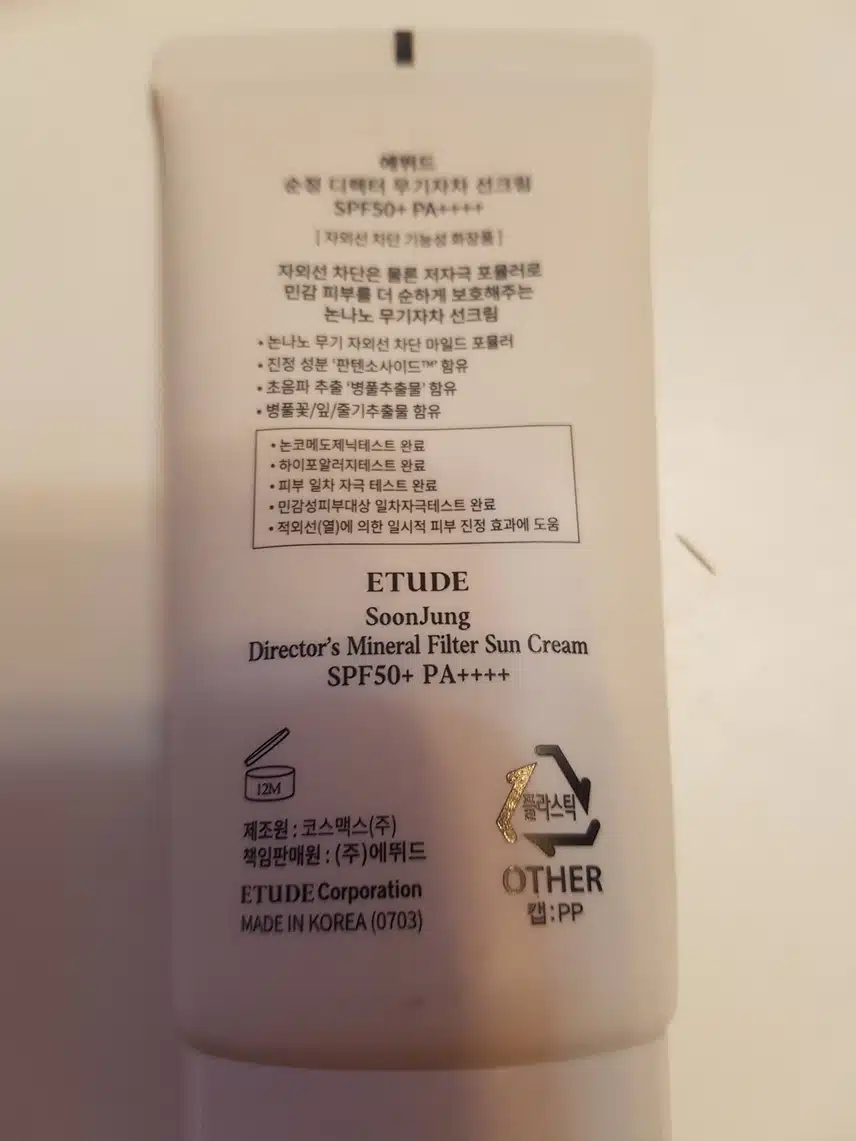 에뛰드
순정 디렉터 무기자차 선크림
SPF50+ PA++++
[ 자외선 차단 기능성 화장품 ]
자외선 차단은 물론 저자극 포뮬러로
민감 피부를 더 순하게 보호해주는
논나노 무기자차 선크림
• 논나노 무기 자외선 차단 마일드 포뮬러
• 진정 성분 '판텐소사이드™' 함유
• 초음파 추출 '병풀추출물' 함유
• 병풀꽃/잎/줄기추출물 함유
• 논코메도제닉테스트 완료
• 하이포알러지테스트 완료
• 피부 일차 자극 테스트 완료
• 민감성피부대상 일차자극테스트 완료
• 적외선(열)에 의한 일시적 피부 진정 효과에 도움
ETUDE
SoonJung
Director's Mineral Filter Sun Cream
SPF50+ PA++++
12M
제조원 : 코스맥스(주)
책임판매원 : (주)에뛰드
ETUDE Corporation
MADE IN KOREA (0703)
플라스틱
OTHER
캡:PP